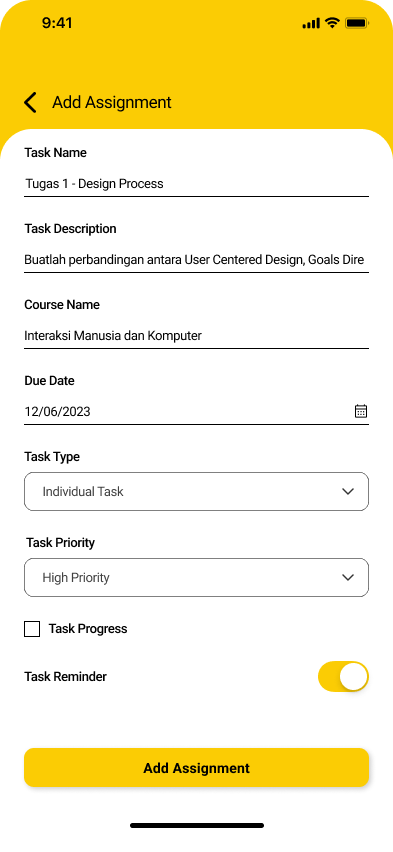 9:41
Add Assignment
Task Name
Tugas 1 - Design Process
Task Description
Buatlah perbandingan antara User Centered Design, Goals Dire
Course Name
Interaksi Manusia dan Komputer
Due Date
12/06/2023
Task Type
Individual Task
Task Priority
High Priority
Task Progress
Task Reminder
Add Assignment